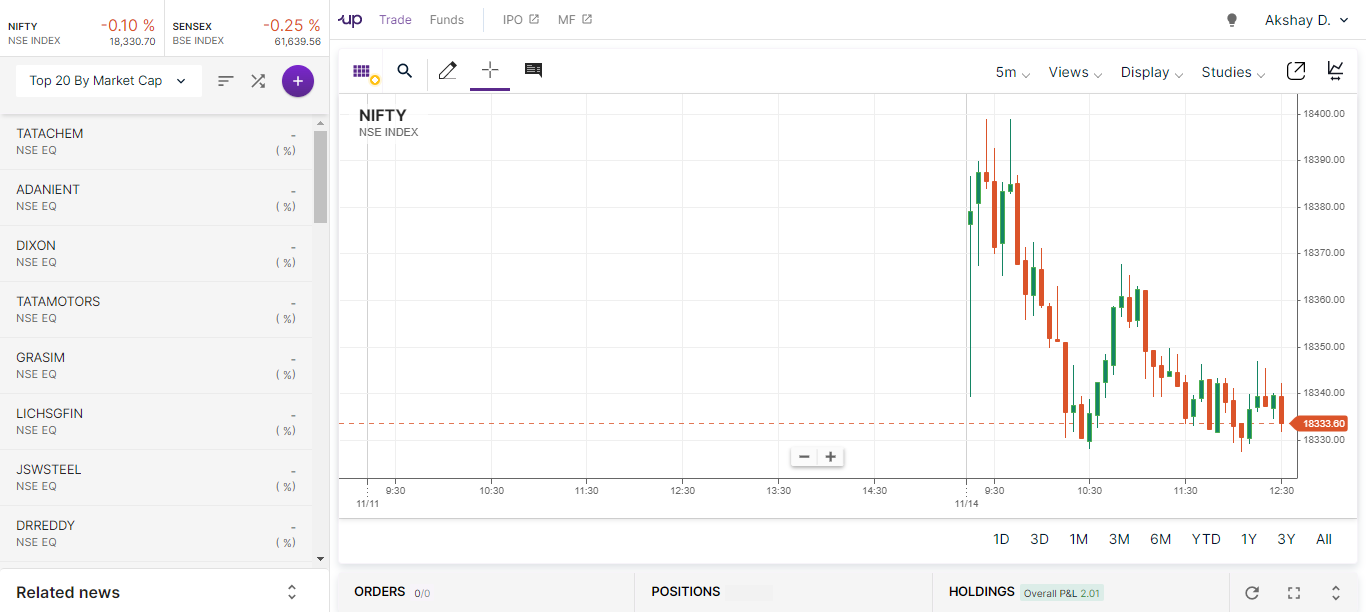 NIFTY -0.10 % SENSEX -0.25 %
NSE INDEX 18,330.70 BSE INDEX 61,639.56
up Trade Funds IPO MF Akshay D.
Top 20 By Market Cap +
5m Views Display Studies
NIFTY
NSE INDEX
TATACHEM -
NSE EQ ( %)
ADANIENT -
NSE EQ ( %)
DIXON -
NSE EQ ( %)
TATAMOTORS -
NSE EQ ( %)
GRASIM -
NSE EQ ( %)
LICHSGFIN -
NSE EQ ( %)
JSWSTEEL -
NSE EQ ( %)
DRREDDY -
NSE EQ ( %)
Related news
18400.00
18390.00
18380.00
18370.00
18360.00
18350.00
18340.00
18333.60
18330.00
− +
9:30 10:30 11:30 12:30 13:30 14:30 9:30 10:30 11:30 12:30
11/11 11/14
1D 3D 1M 3M 6M YTD 1Y 3Y All
ORDERS 0/0 POSITIONS HOLDINGS Overall P&L 2.01